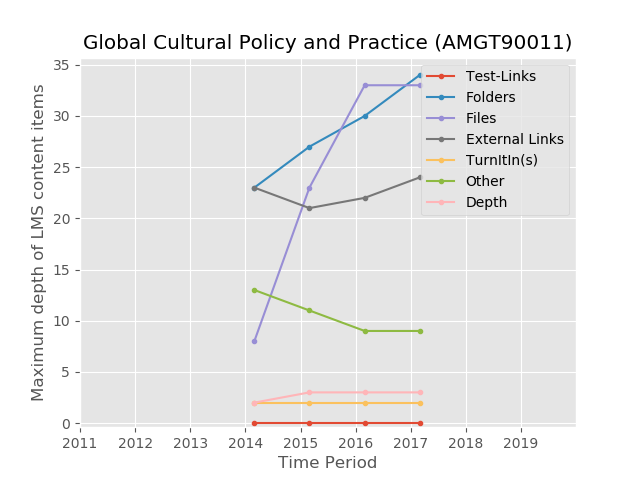 Global Cultural Policy and Practice (AMGT90011)
Maximum depth of LMS content items
35
30
25
20
15
10
5
0
Test-Links
Folders
Files
External Links
TurnItIn(s)
Other
Depth
2011 2012 2013 2014 2015 2016 2017 2018 2019
Time Period